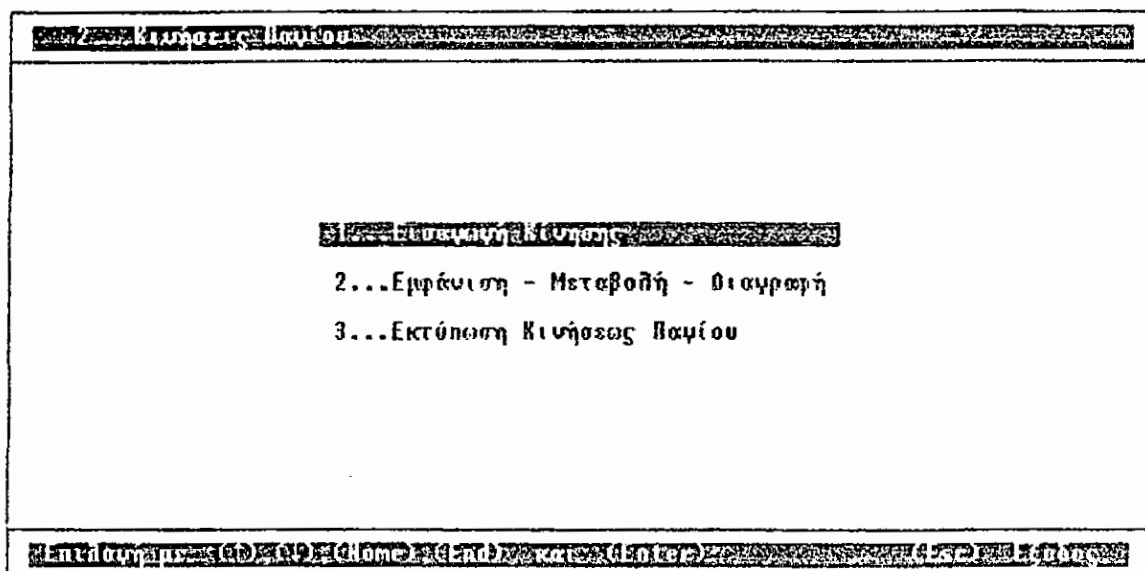 2...Κινήσεις Παγίου
1...Εισαγωγή Κίνησης
2...Εμφάνιση - Μεταβολή - Διαγραφή
3...Εκτύπωση Κινήσεως Παγίου
Επιλογή με (↑) (↓) (Home) (End) και (Enter) (Esc) Εξοδος